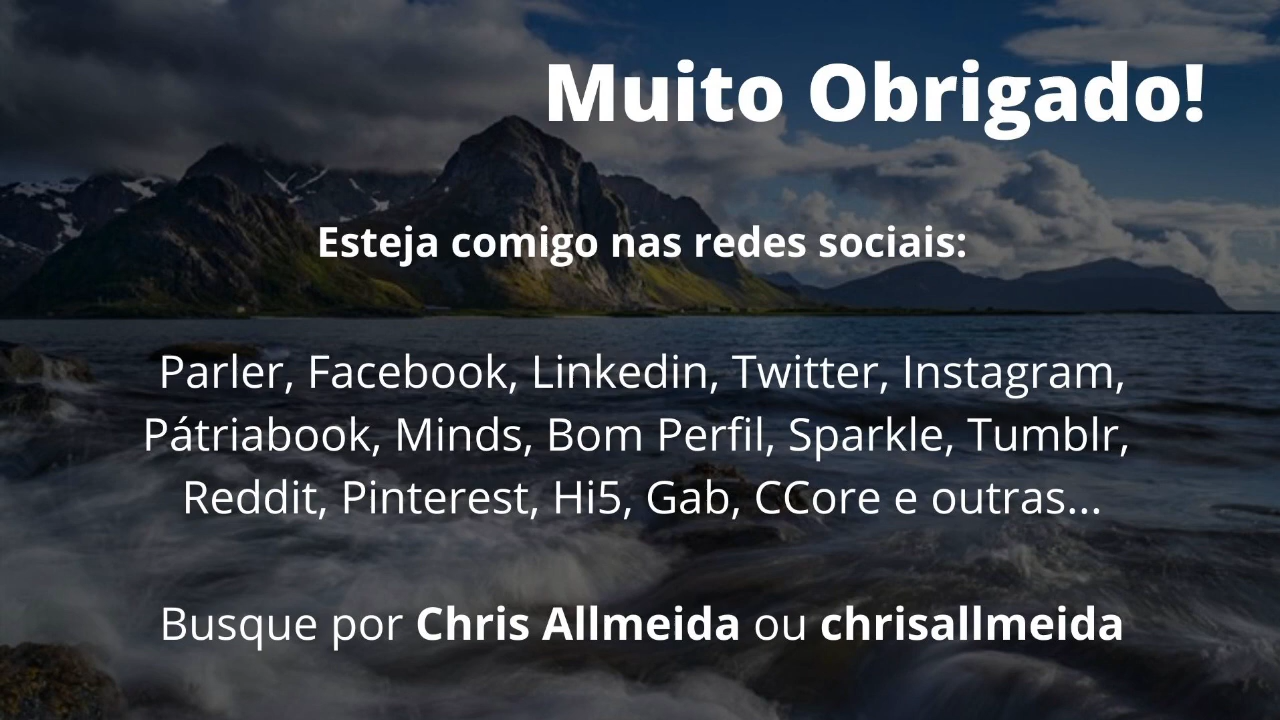 Muito Obrigado!
Esteja comigo nas redes sociais:
Parler, Facebook, Linkedin, Twitter, Instagram,
Pátriabook, Minds, Bom Perfil, Sparkle, Tumblr,
Reddit, Pinterest, Hi5, Gab, CCore e outras...
Busque por Chris Allmeida ou chrisallmeida